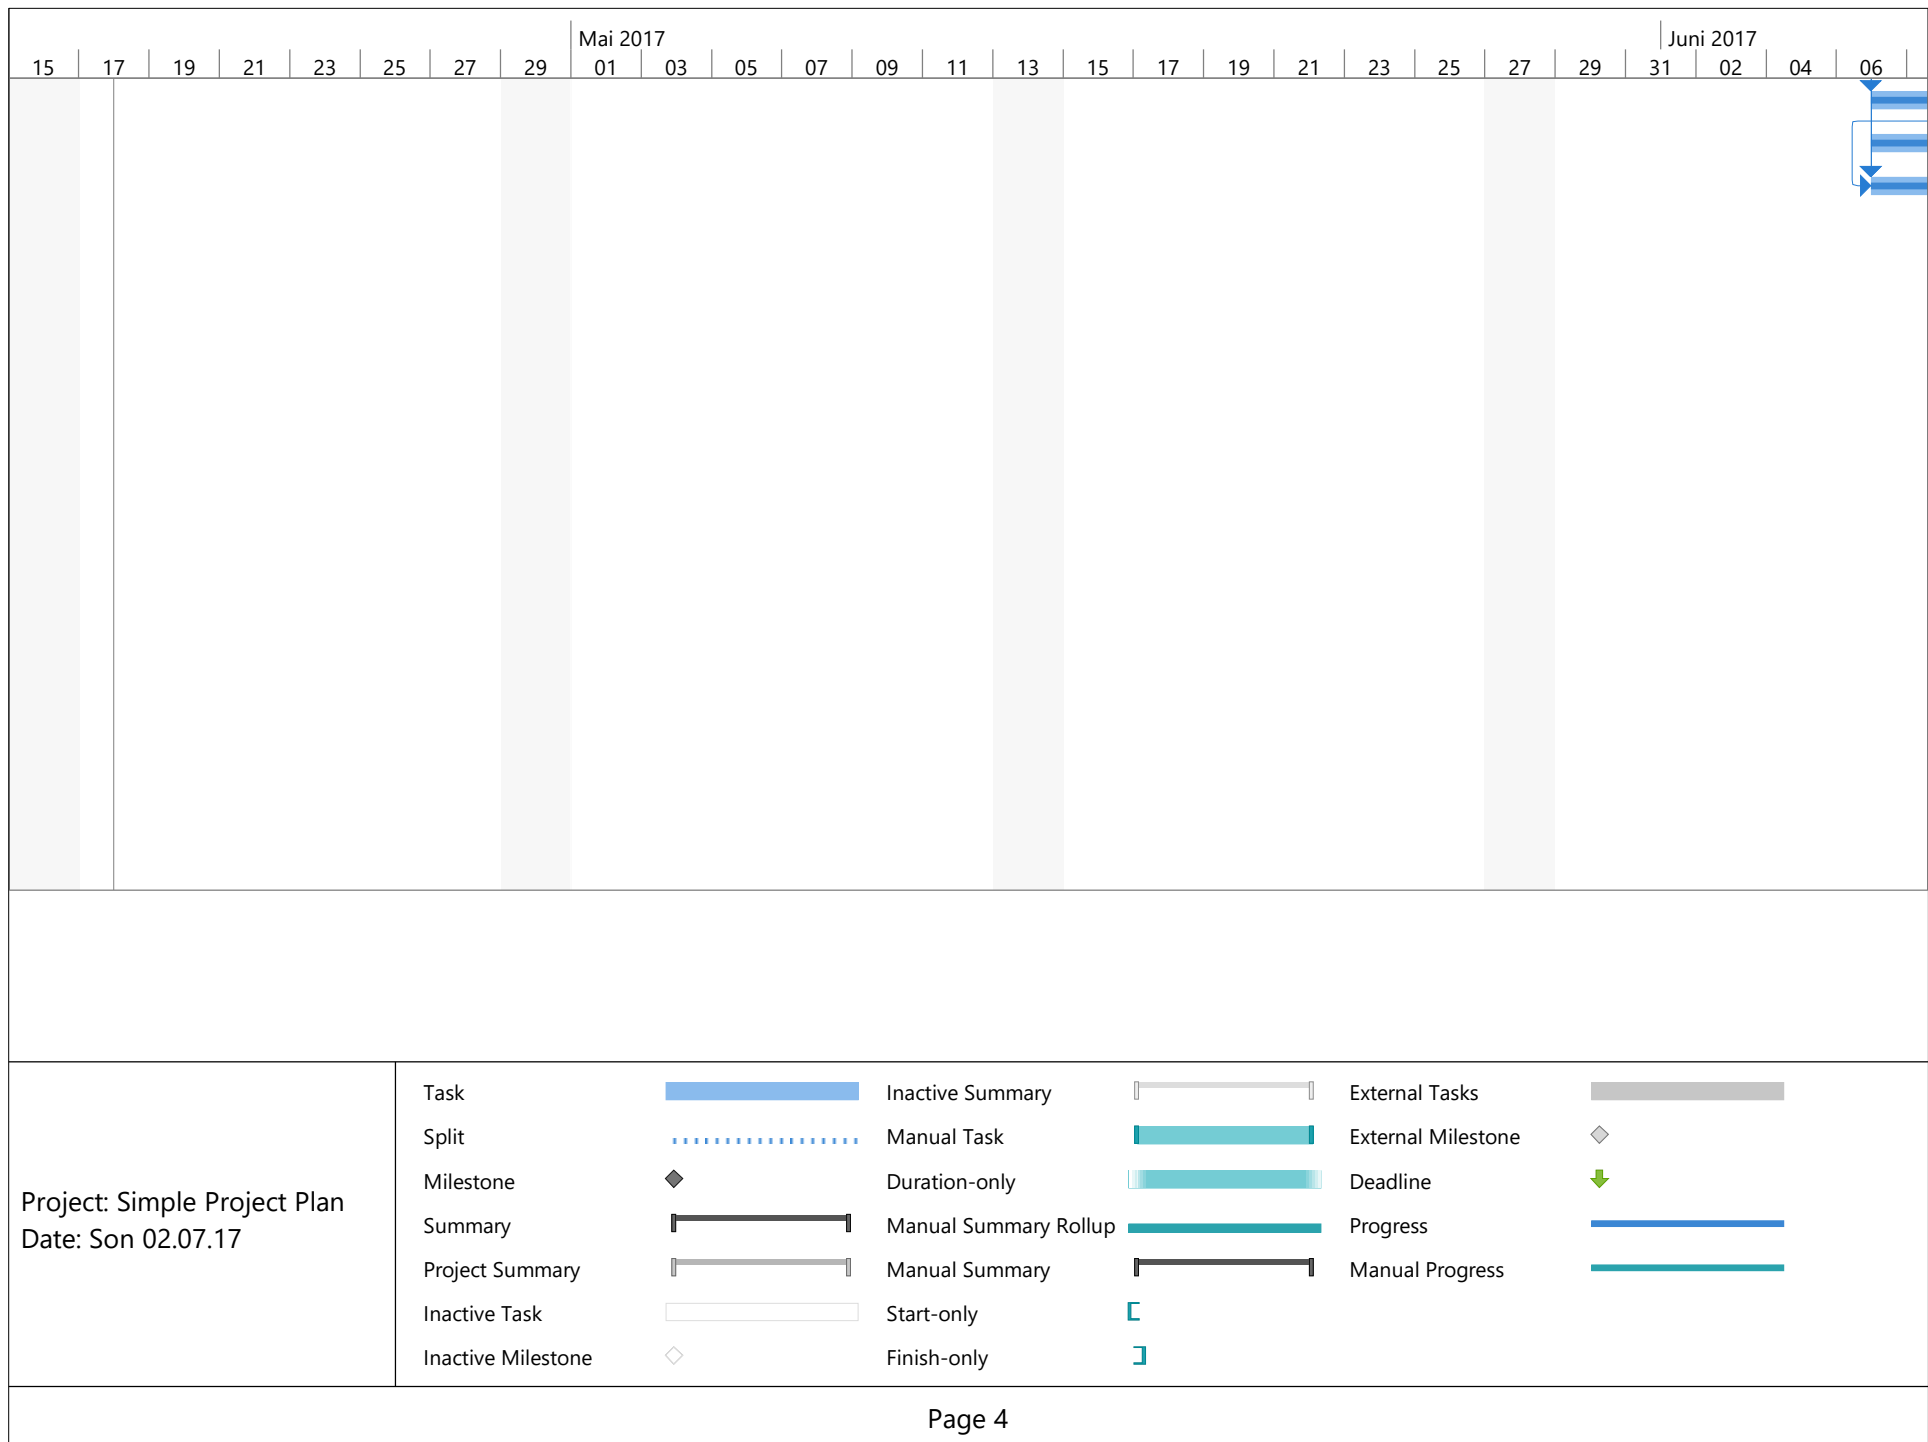 Mai 2017
Juni 2017
15 17 19 21 23 25 27 29 01 03 05 07 09 11 13 15 17 19 21 23 25 27 29 31 02 04 06
Project: Simple Project Plan
Date: Son 02.07.17
Task
Split
Milestone
Summary
Project Summary
Inactive Task
Inactive Milestone
Inactive Summary
Manual Task
Duration-only
Manual Summary Rollup
Manual Summary
Start-only
Finish-only
External Tasks
External Milestone
Deadline
Progress
Manual Progress
Page 4